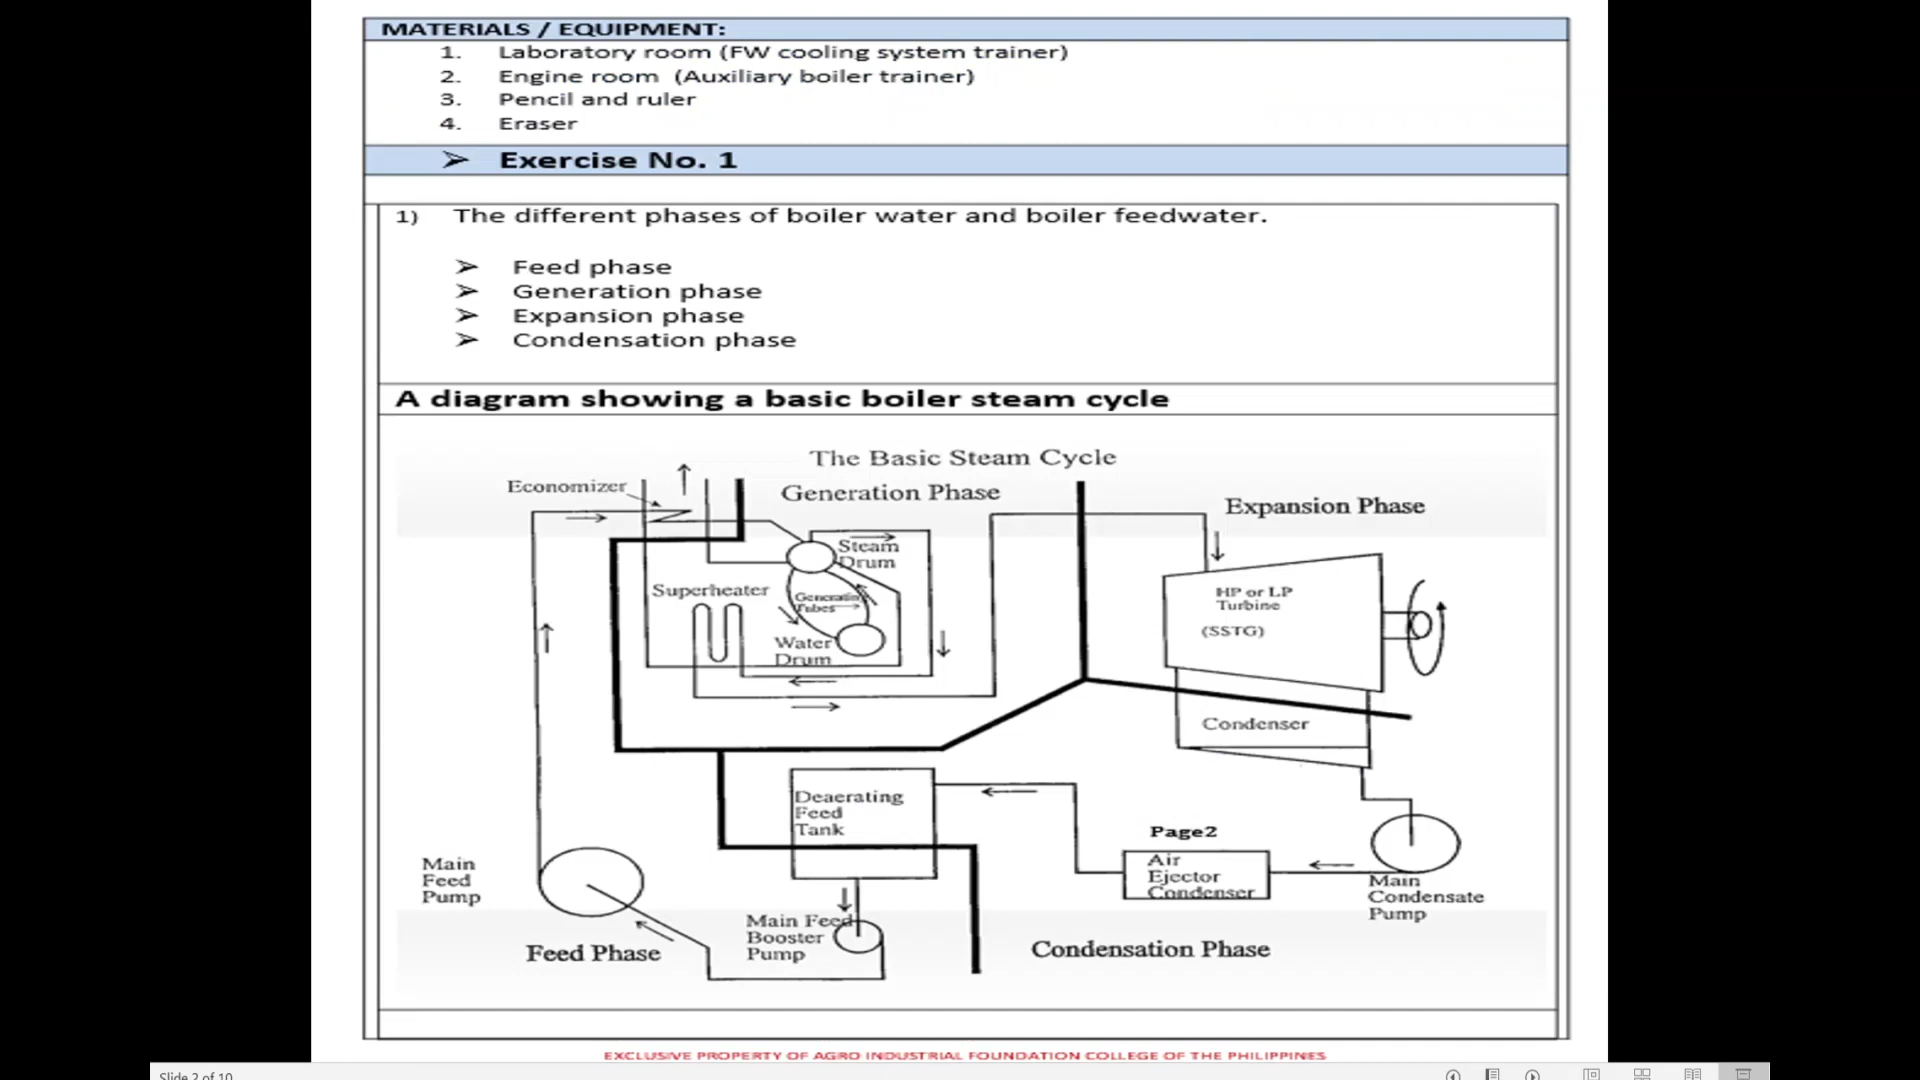 MATERIALS / EQUIPMENT:
1. Laboratory room (FW cooling system trainer)
2. Engine room (Auxiliary boiler trainer)
3. Pencil and ruler
4. Eraser
➢ Exercise No. 1
1) The different phases of boiler water and boiler feedwater.
➢ Feed phase
➢ Generation phase
➢ Expansion phase
➢ Condensation phase
A diagram showing a basic boiler steam cycle
The Basic Steam Cycle
Economizer
Generation Phase
Expansion Phase
Steam
Drum
Superheater
Generating
Tubes
Water
Drum
HP or LP
Turbine
(SSTG)
Condenser
Deaerating
Feed
Tank
Page2
Air
Ejector
Condenser
Main
Feed
Pump
Main
Condensate
Pump
Main Feed
Booster
Pump
Feed Phase
Condensation Phase
EXCLUSIVE PROPERTY OF AGRO INDUSTRIAL FOUNDATION COLLEGE OF THE PHILIPPINES
Slide 2 of 10